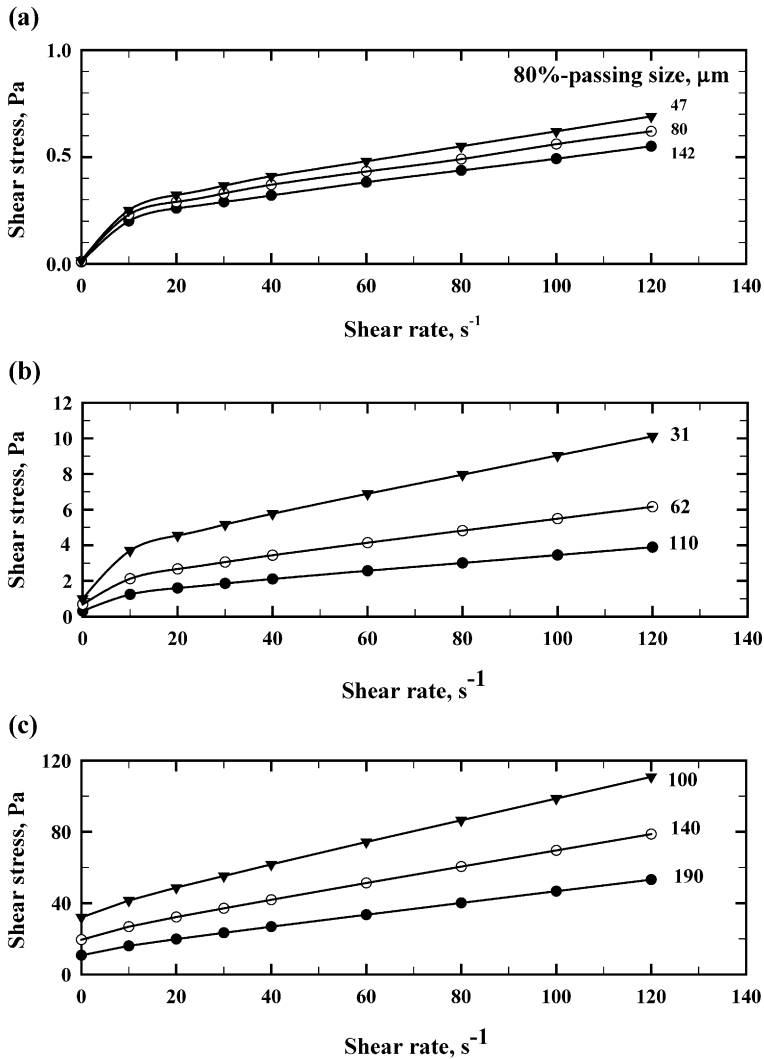 (a)
1.0
80%-passing size, μm
47
80
142
0.5
0.0
Shear stress, Pa
0 20 40 60 80 100 120 140
Shear rate, s-1
(b)
12
10
8
6
4
2
0
31
62
110
Shear stress, Pa
0 20 40 60 80 100 120 140
Shear rate, s-1
(c)
120
80
40
0
100
140
190
Shear stress, Pa
0 20 40 60 80 100 120 140
Shear rate, s-1